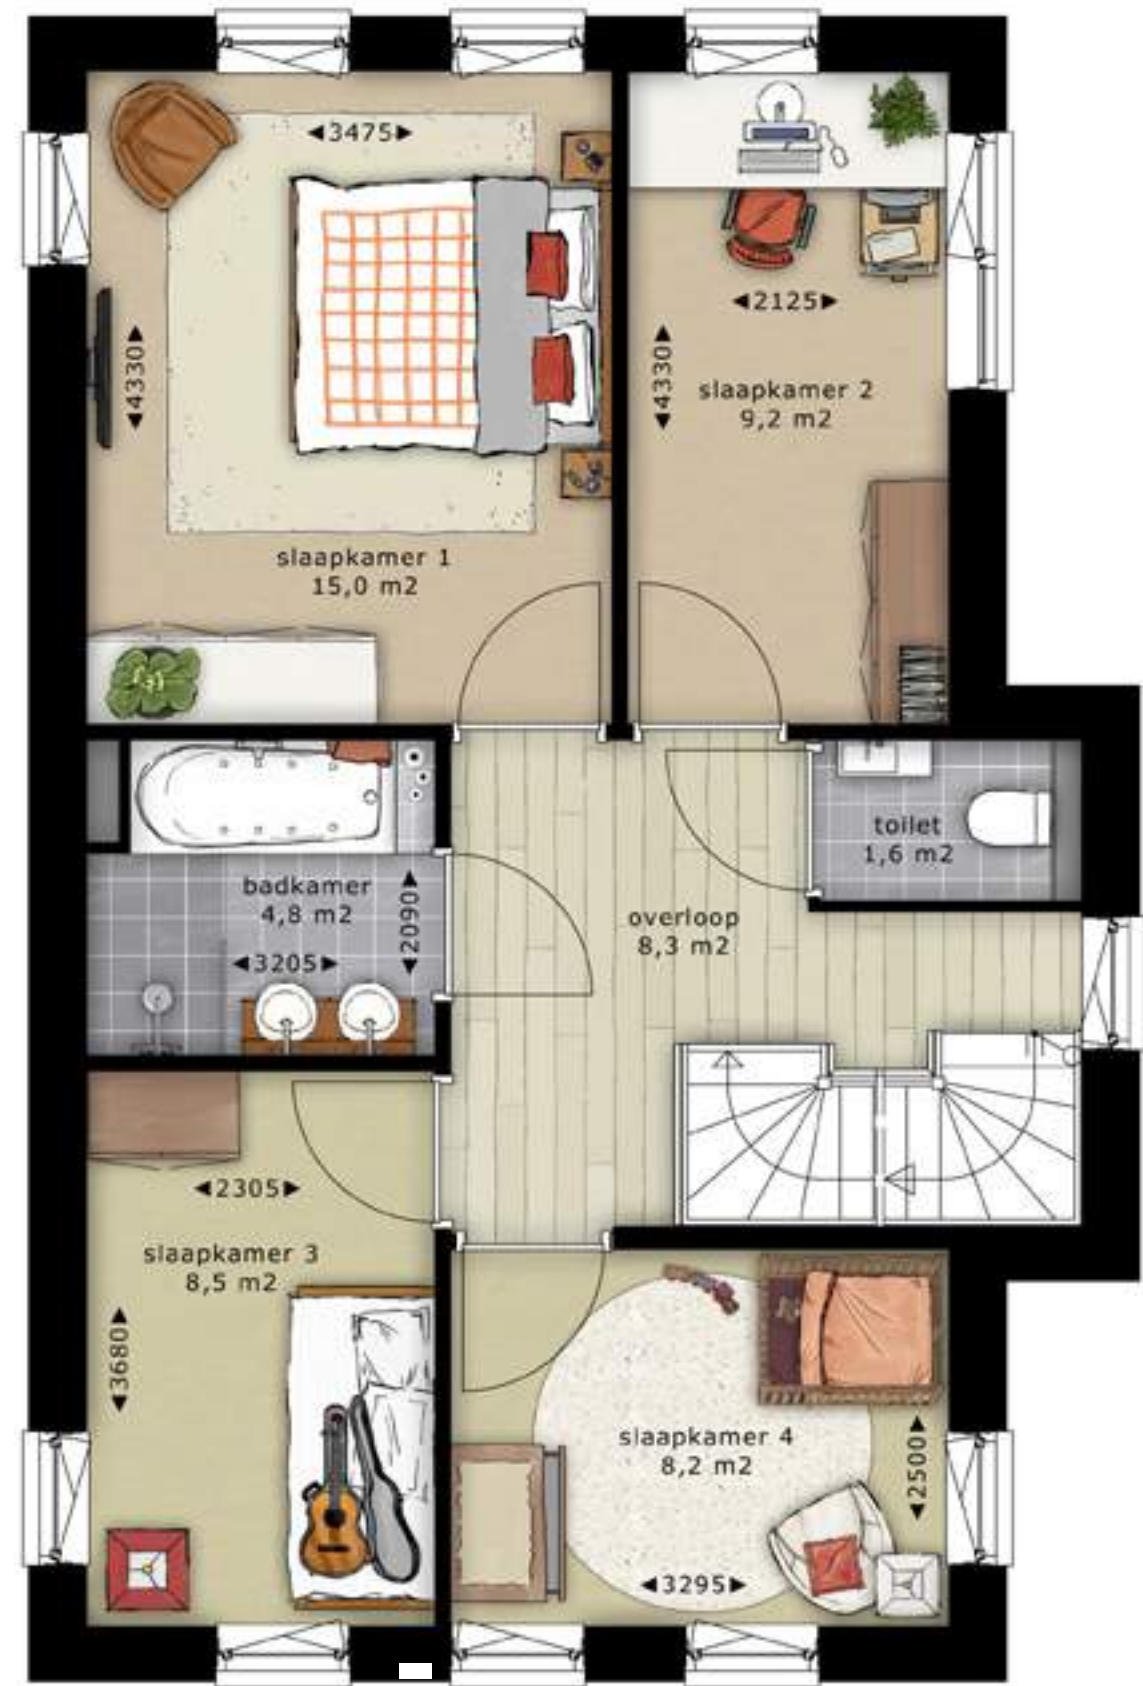 ◄3475►
◄4330►
slaapkamer 1
15,0 m2
◄2125►
◄4330►
slaapkamer 2
9,2 m2
toilet
1,6 m2
badkamer
4,8 m2
◄2090►
◄3205►
overloop
8,3 m2
◄2305►
slaapkamer 3
8,5 m2
◄3680►
slaapkamer 4
8,2 m2
◄2500►
◄3295►